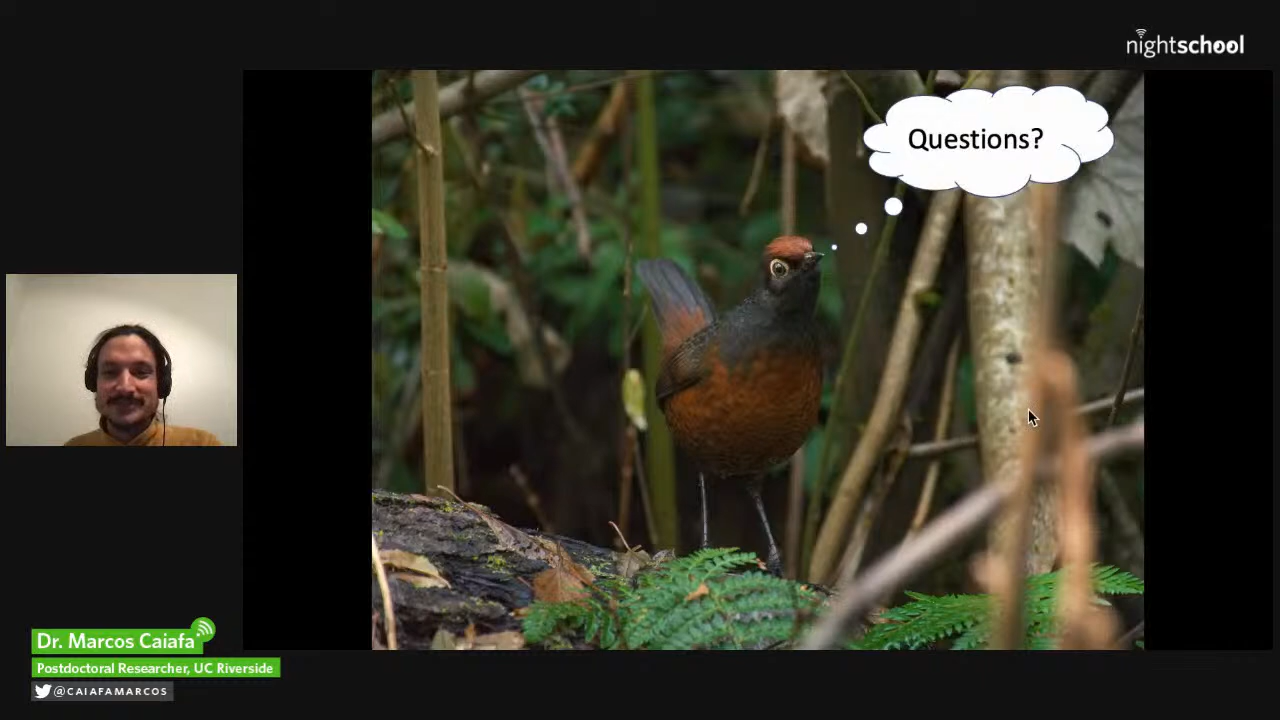 nightschool
Questions?
Dr. Marcos Caiafa
Postdoctoral Researcher, UC Riverside
@CAIAFAMARCOS